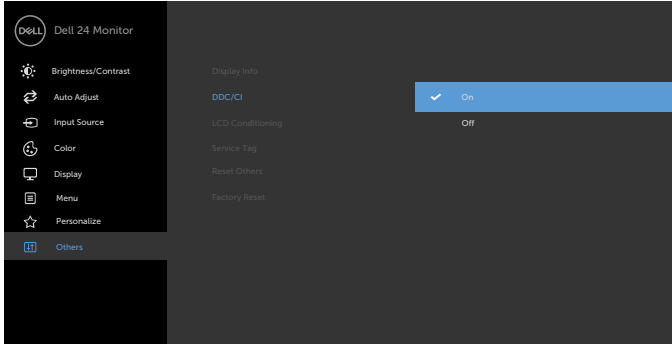 DELL Dell 24 Monitor
Brightness/Contrast
Auto Adjust
Input Source
Color
Display
Menu
Personalize
Others
Display Info
DDC/CI
LCD Conditioning
Service Tag
Reset Others
Factory Reset
On
Off